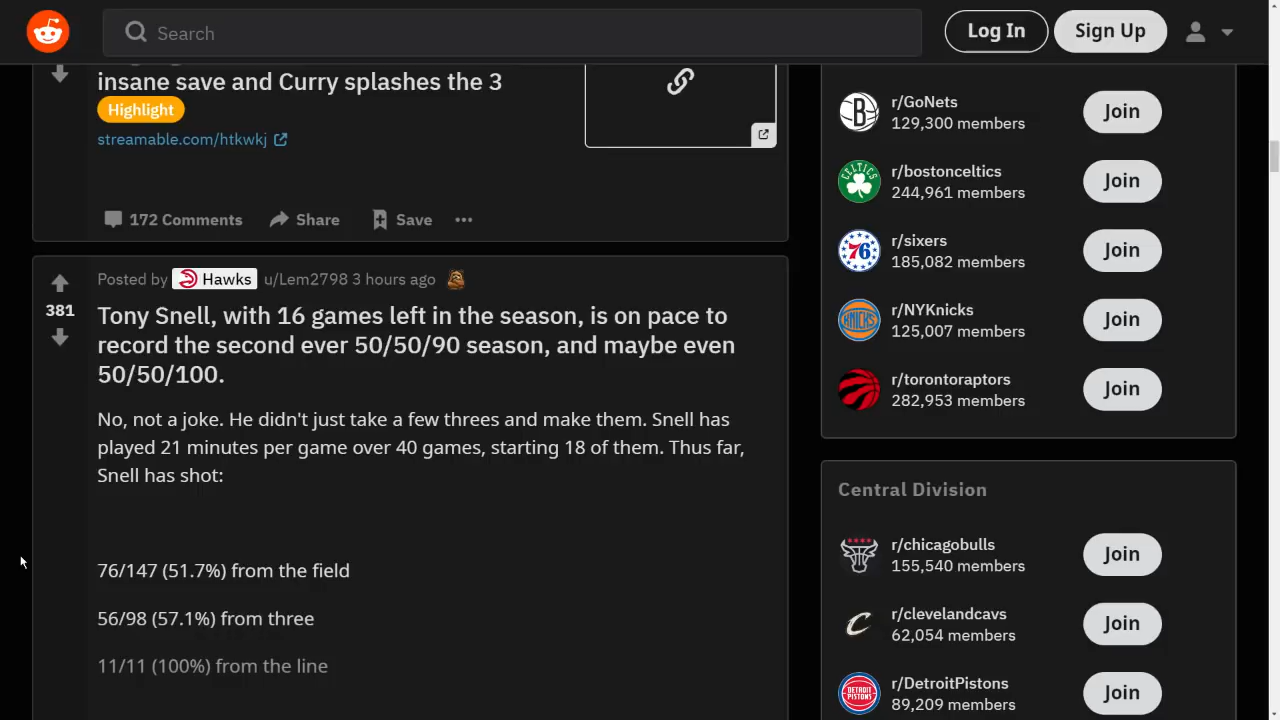 Search
Log In
Sign Up
insane save and Curry splashes the 3
Highlight
streamable.com/htkwkj
172 Comments
Share
Save
Posted by Hawks u/Lem2798 3 hours ago
381
Tony Snell, with 16 games left in the season, is on pace to
record the second ever 50/50/90 season, and maybe even
50/50/100.
No, not a joke. He didn't just take a few threes and make them. Snell has
played 21 minutes per game over 40 games, starting 18 of them. Thus far,
Snell has shot:
76/147 (51.7%) from the field
56/98 (57.1%) from three
11/11 (100%) from the line
r/GoNets
129,300 members
Join
r/bostonceltics
244,961 members
Join
r/sixers
185,082 members
Join
r/NYKnicks
125,007 members
Join
r/torontoraptors
282,953 members
Join
Central Division
r/chicagobulls
155,540 members
Join
r/clevelandcavs
62,054 members
Join
r/DetroitPistons
89,209 members
Join